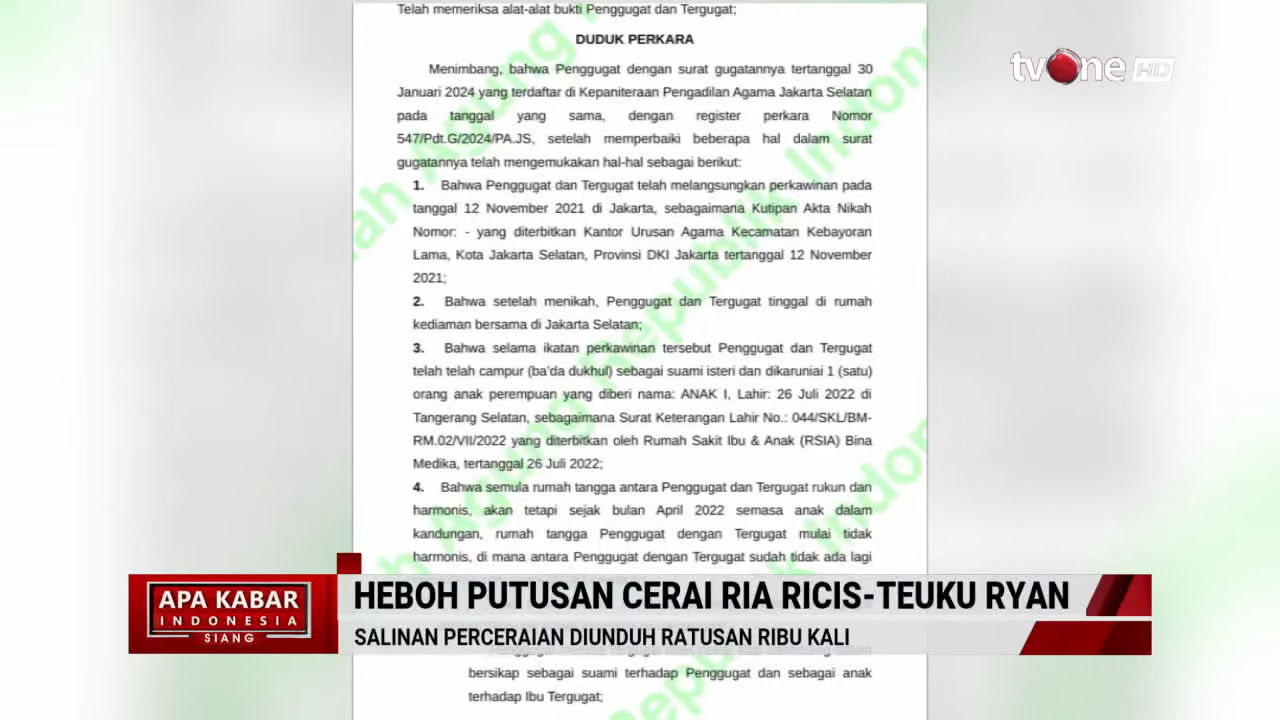 Telah memeriksa alat-alat bukti Penggugat dan Tergugat;
DUDUK PERKARA
Menimbang, bahwa Penggugat dengan surat gugatannya tertanggal 30
Januari 2024 yang terdaftar di Kepaniteraan Pengadilan Agama Jakarta Selatan
pada tanggal yang sama, dengan register perkara Nomor
547/Pdt.G/2024/PA.JS, setelah memperbaiki beberapa hal dalam surat
gugatannya telah mengemukakan hal-hal sebagai berikut:
1. Bahwa Penggugat dan Tergugat telah melangsungkan perkawinan pada
tanggal 12 November 2021 di Jakarta, sebagaimana Kutipan Akta Nikah
Nomor: - yang diterbitkan Kantor Urusan Agama Kecamatan Kebayoran
Lama, Kota Jakarta Selatan, Provinsi DKI Jakarta tertanggal 12 November
2021;
2. Bahwa setelah menikah, Penggugat dan Tergugat tinggal di rumah
kediaman bersama di Jakarta Selatan;
3. Bahwa selama ikatan perkawinan tersebut Penggugat dan Tergugat
telah telah campur (ba'da dukhul) sebagai suami isteri dan dikaruniai 1 (satu)
orang anak perempuan yang diberi nama: ANAK I, Lahir: 26 Juli 2022 di
Tangerang Selatan, sebagaimana Surat Keterangan Lahir No.: 044/SKL/BM-
RM.02/VII/2022 yang diterbitkan oleh Rumah Sakit Ibu & Anak (RSIA) Bina
Medika, tertanggal 26 Juli 2022;
4. Bahwa semula rumah tangga antara Penggugat dan Tergugat rukun dan
harmonis, akan tetapi sejak bulan April 2022 semasa anak dalam
kandungan, rumah tangga Penggugat dengan Tergugat mulai tidak
harmonis, di mana antara Penggugat dengan Tergugat sudah tidak ada lagi
bersikap sebagai suami terhadap Penggugat dan sebagai anak
terhadap Ibu Tergugat;
tvOne HD
APA KABAR
INDONESIA
SIANG
HEBOH PUTUSAN CERAI RIA RICIS-TEUKU RYAN
SALINAN PERCERAIAN DIUNDUH RATUSAN RIBU KALI